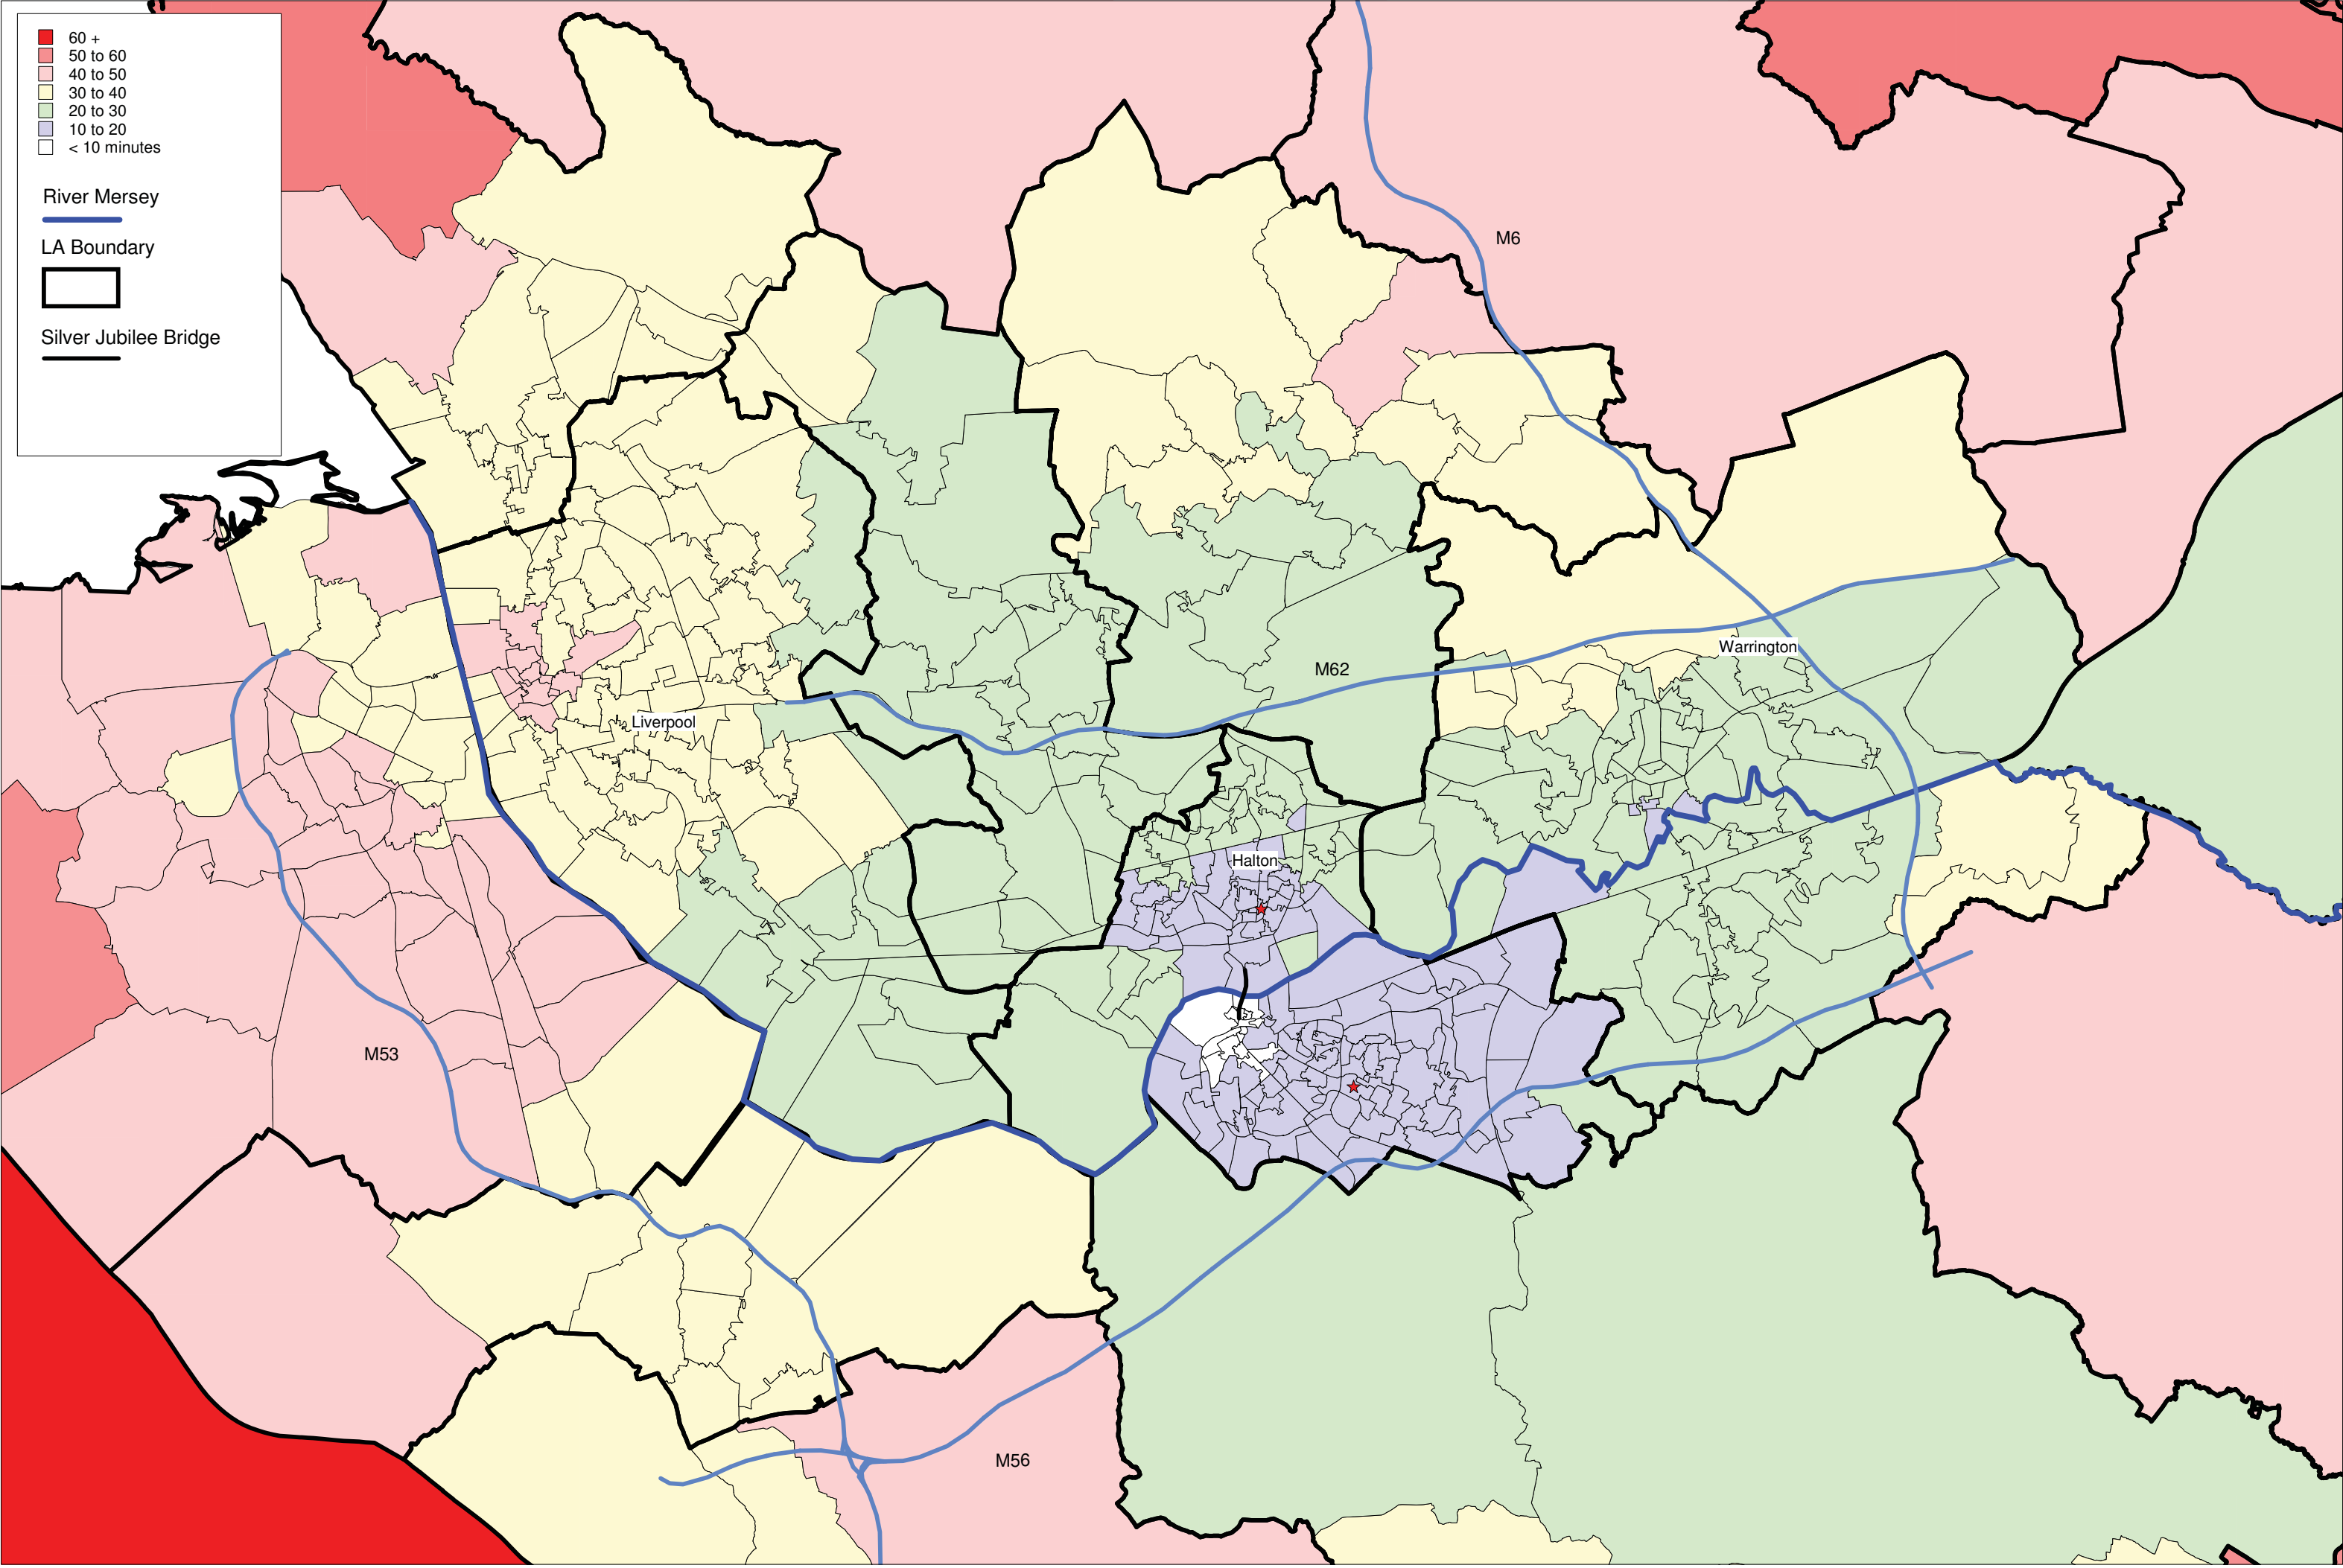 60 +
50 to 60
40 to 50
30 to 40
20 to 30
10 to 20
< 10 minutes
River Mersey
LA Boundary
Silver Jubilee Bridge
M6
Warrington
M62
Liverpool
Halton
M53
M56